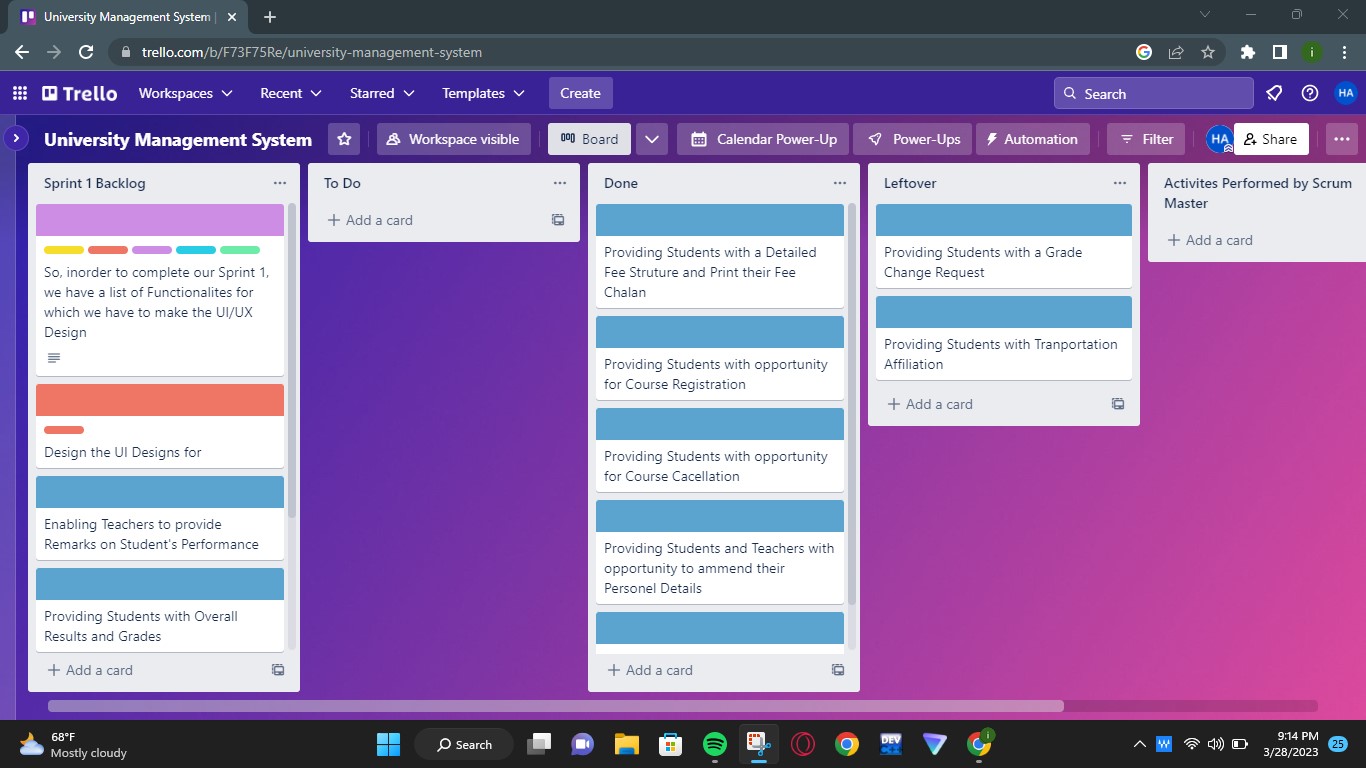 University Management System |
trello.com/b/F73F75Re/university-management-system
i
Trello
Workspaces
Recent
Starred
Templates
Create
Search
HA
University Management System
Workspace visible
Board
Calendar Power-Up
Power-Ups
Automation
Filter
HA
Share
Sprint 1 Backlog
So, inorder to complete our Sprint 1,
we have a list of Functionalites for
which we have to make the UI/UX
Design
Design the UI Designs for
Enabling Teachers to provide
Remarks on Student's Performance
Providing Students with Overall
Results and Grades
+ Add a card
To Do
+ Add a card
Done
Providing Students with a Detailed
Fee Struture and Print their Fee
Chalan
Providing Students with opportunity
for Course Registration
Providing Students with opportunity
for Course Cacellation
Providing Students and Teachers with
opportunity to ammend their
Personel Details
+ Add a card
Leftover
Providing Students with a Grade
Change Request
Providing Students with Tranportation
Affiliation
+ Add a card
Activites Performed by Scrum
Master
+ Add a card
68°F
Mostly cloudy
Search
DEV
i
W
9:14 PM
3/28/2023
25